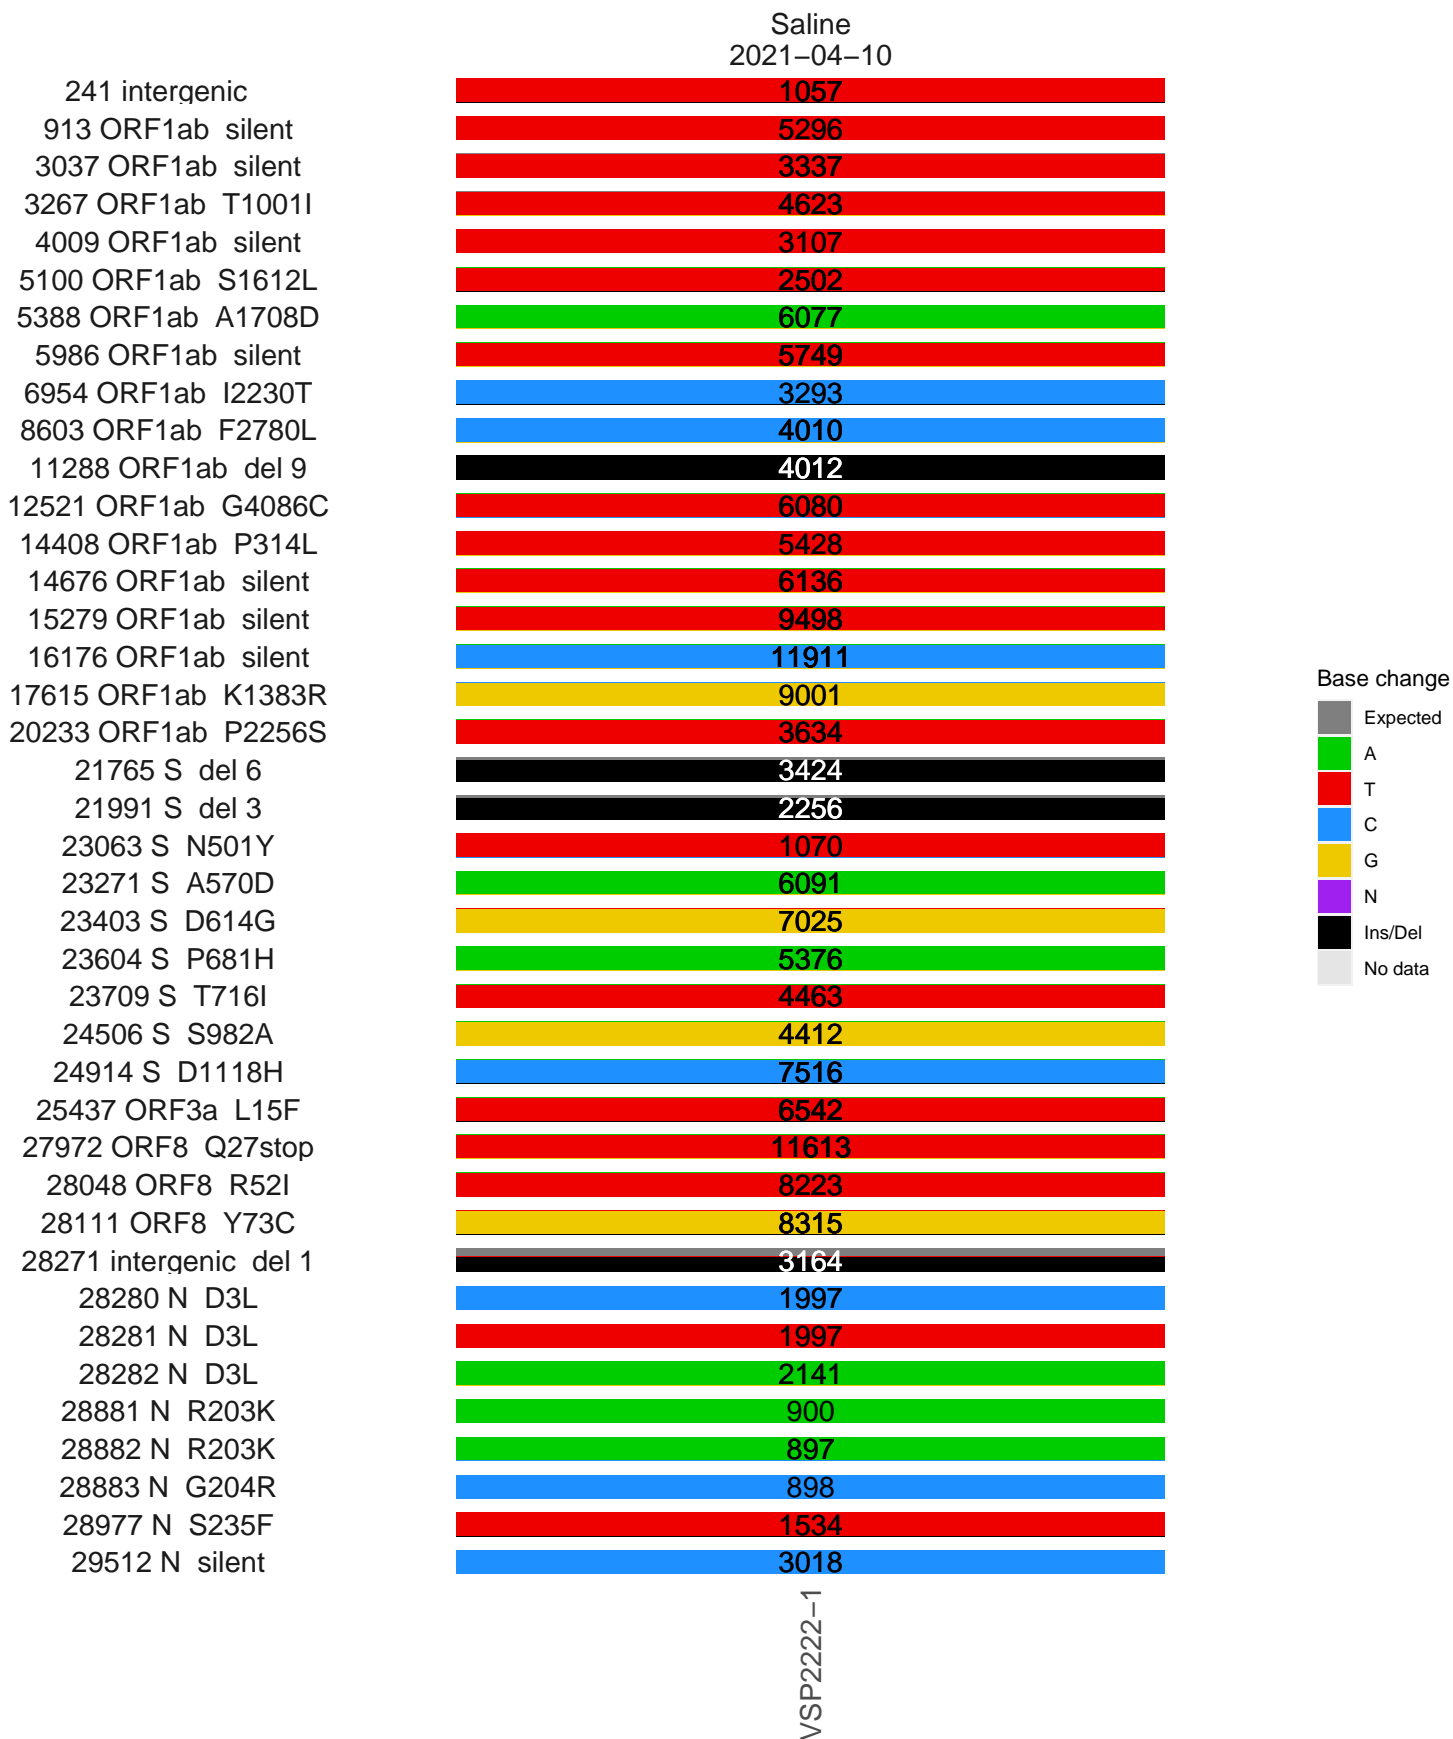 Saline
2021−04−10
241 intergenic 1057
913 ORF1ab silent 5296
3037 ORF1ab silent 3337
3267 ORF1ab T1001I 4623
4009 ORF1ab silent 3107
5100 ORF1ab S1612L 2502
5388 ORF1ab A1708D 6077
5986 ORF1ab silent 5749
6954 ORF1ab I2230T 3293
8603 ORF1ab F2780L 4010
11288 ORF1ab del 9 4012
12521 ORF1ab G4086C 6080
14408 ORF1ab P314L 5428
14676 ORF1ab silent 6136
15279 ORF1ab silent 9498
16176 ORF1ab silent 11911
17615 ORF1ab K1383R 9001
20233 ORF1ab P2256S 3634
21765 S del 6 3424
21991 S del 3 2256
23063 S N501Y 1070
23271 S A570D 6091
23403 S D614G 7025
23604 S P681H 5376
23709 S T716I 4463
24506 S S982A 4412
24914 S D1118H 7516
25437 ORF3a L15F 6542
27972 ORF8 Q27stop 11613
28048 ORF8 R52I 8223
28111 ORF8 Y73C 8315
28271 intergenic del 1 3164
28280 N D3L 1997
28281 N D3L 1997
28282 N D3L 2141
28881 N R203K 900
28882 N R203K 897
28883 N G204R 898
28977 N S235F 1534
29512 N silent 3018
VSP2222−1
Base change
Expected
A
T
C
G
N
Ins/Del
No data